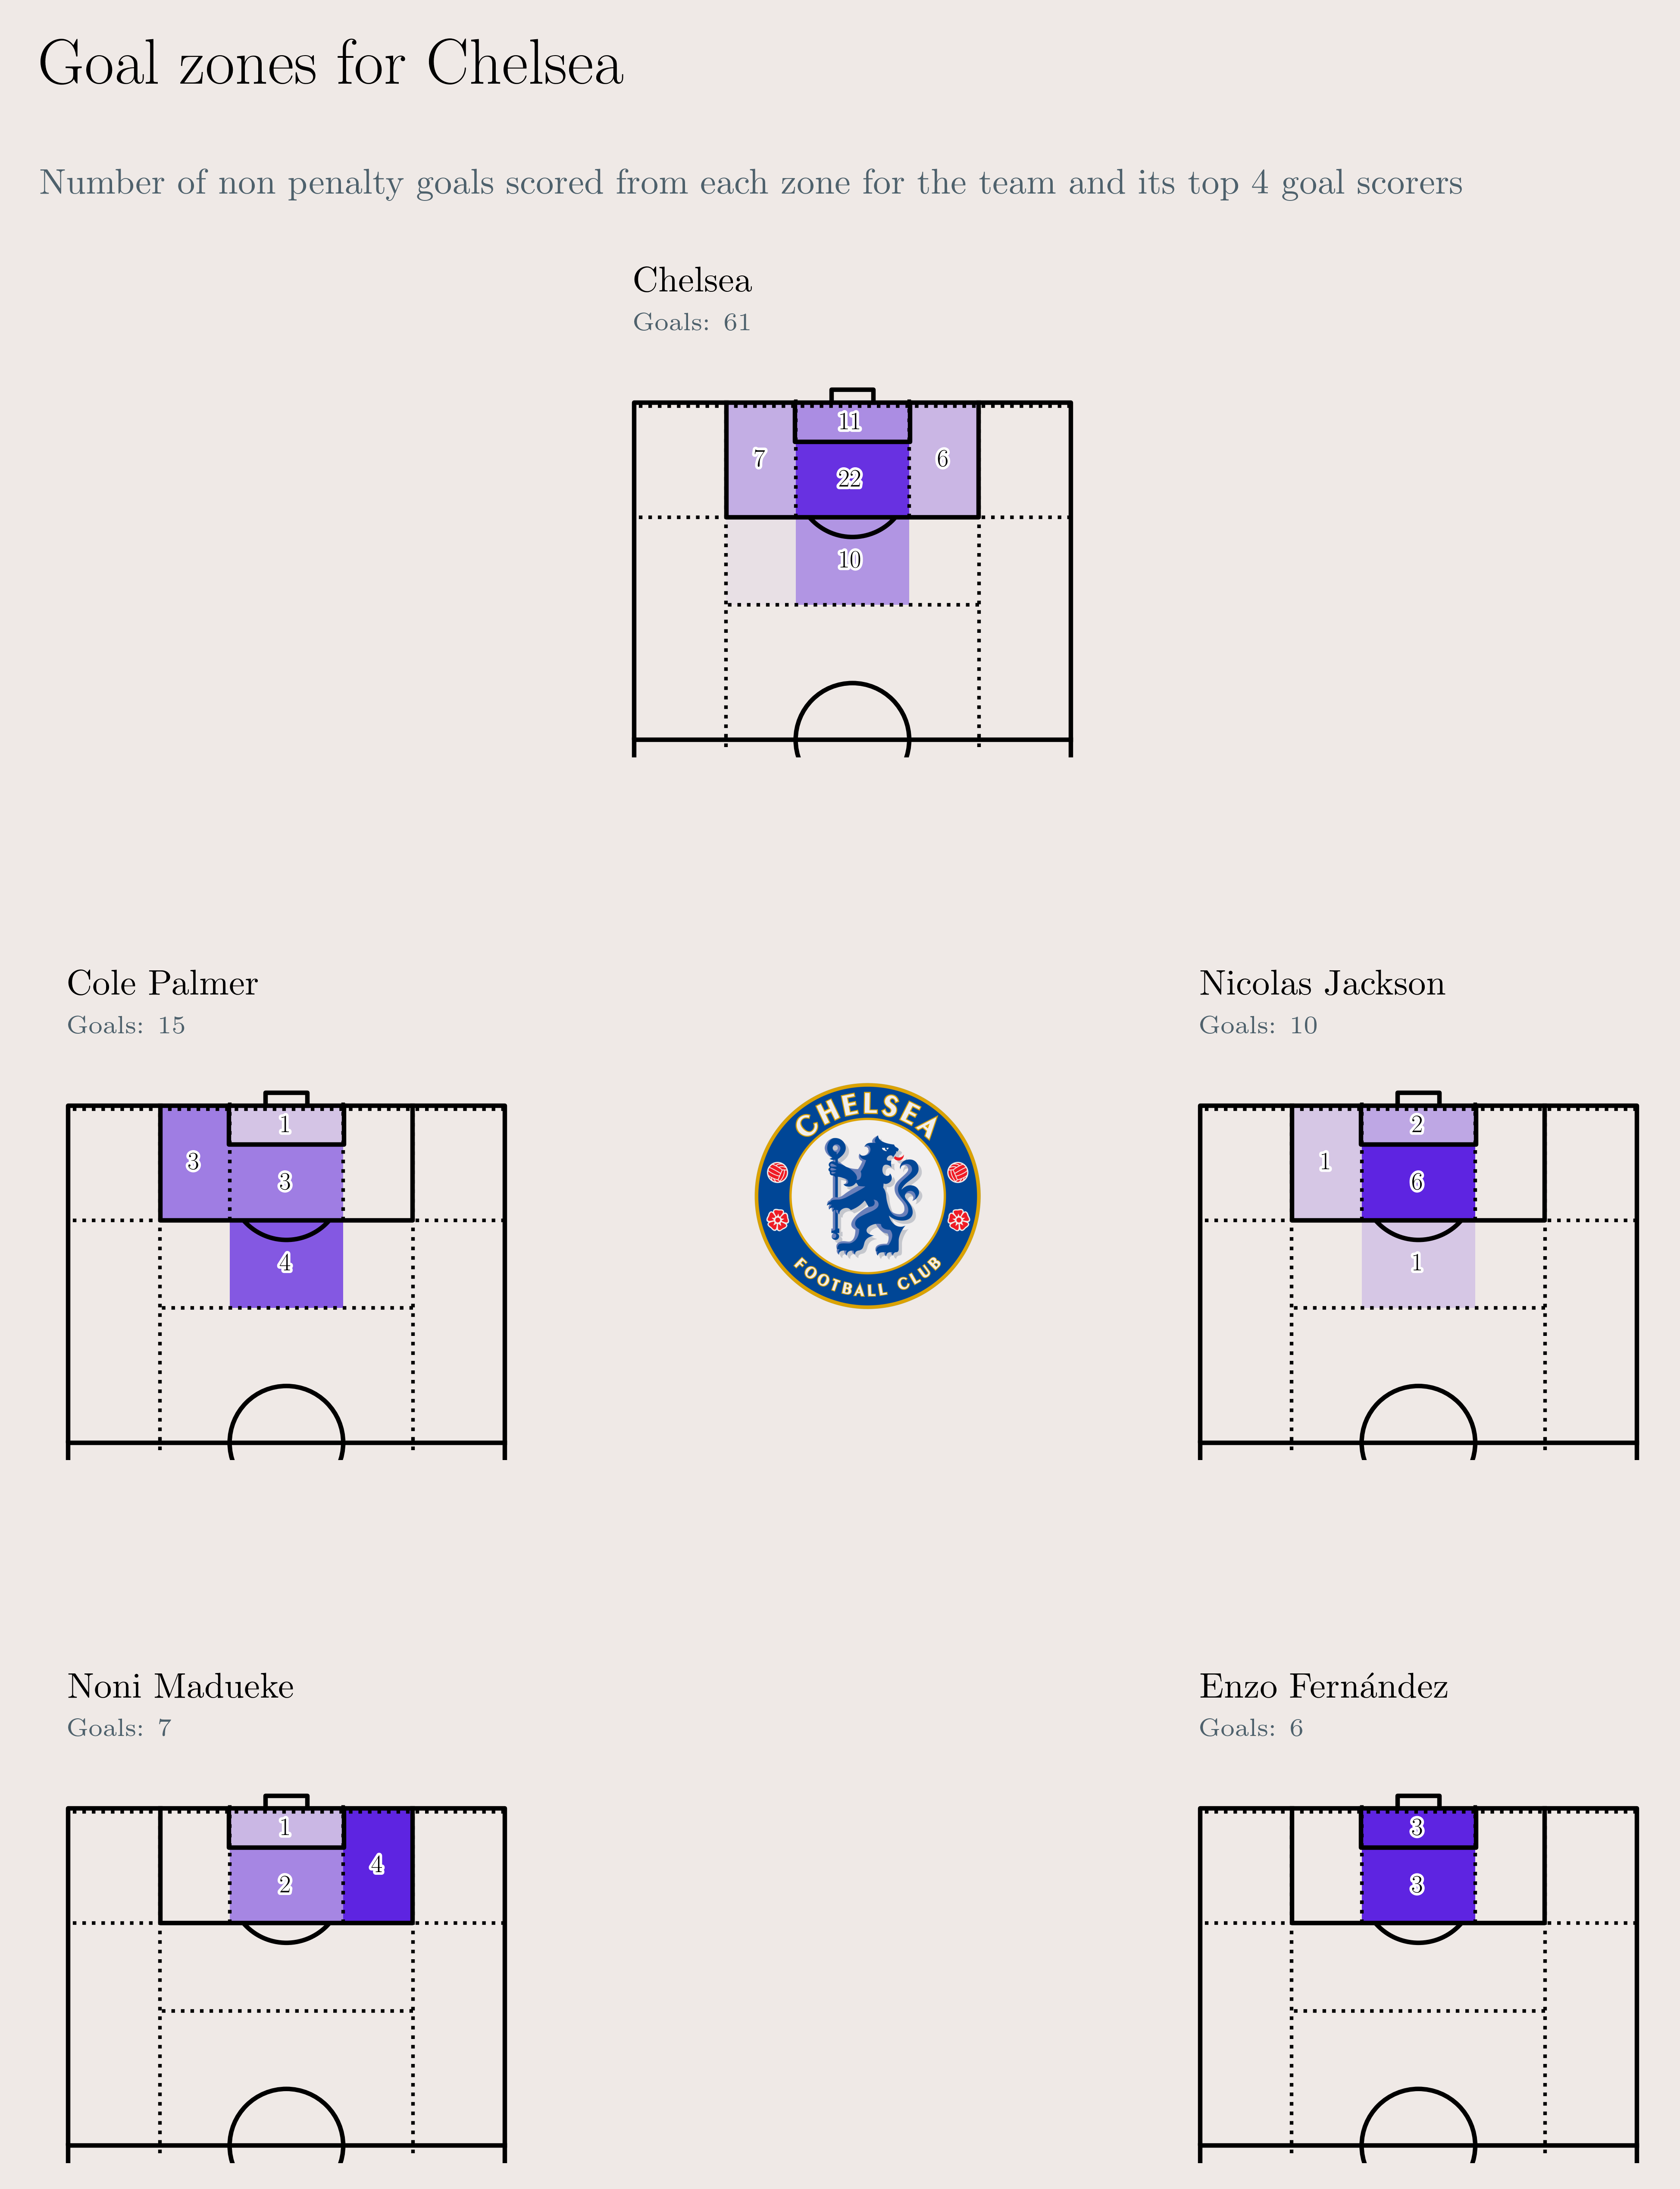 Goal zones for Chelsea
Number of non penalty goals scored from each zone for the team and its top 4 goal scorers
Chelsea
Goals: 61
11
7
6
22
10
Cole Palmer
Goals: 15
1
3
3
4
Nicolas Jackson
Goals: 10
2
1
6
1
CHELSEA
FOOTBALL CLUB
Noni Madueke
Goals: 7
1
4
2
Enzo Fernández
Goals: 6
3
3